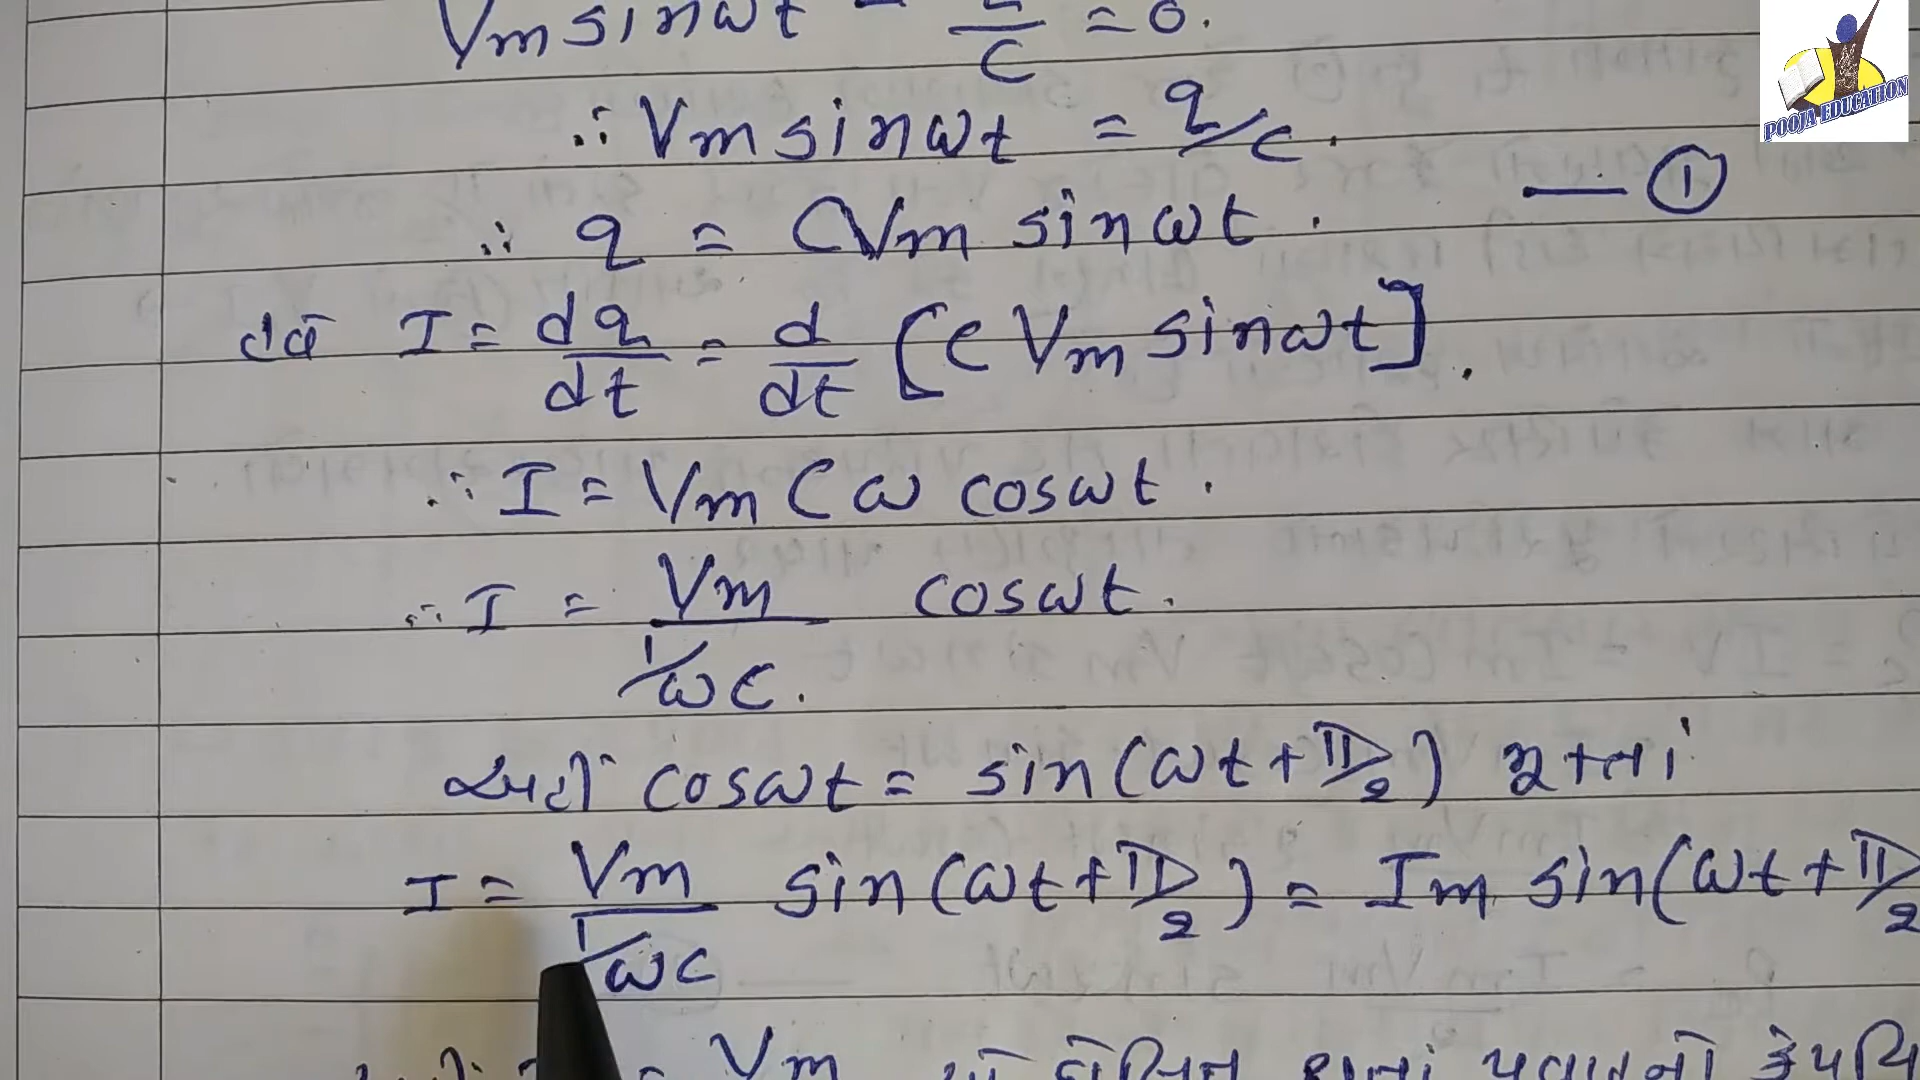 Vm sinωt - q/C = 0.
∴ Vm sinωt = q/C.
∴ q = CVm sinωt. — ①
હવે I = dq/dt = d/dt [C Vm sinωt].
∴ I = Vm Cω cosωt.
∴ I = Vm / (1/ωC) cosωt.
અહીં cosωt = sin(ωt + π/2) મૂકતાં
I = Vm / (1/ωC) sin(ωt + π/2) = Im sin(ωt + π/2
= Vm
POOJA EDUCATION